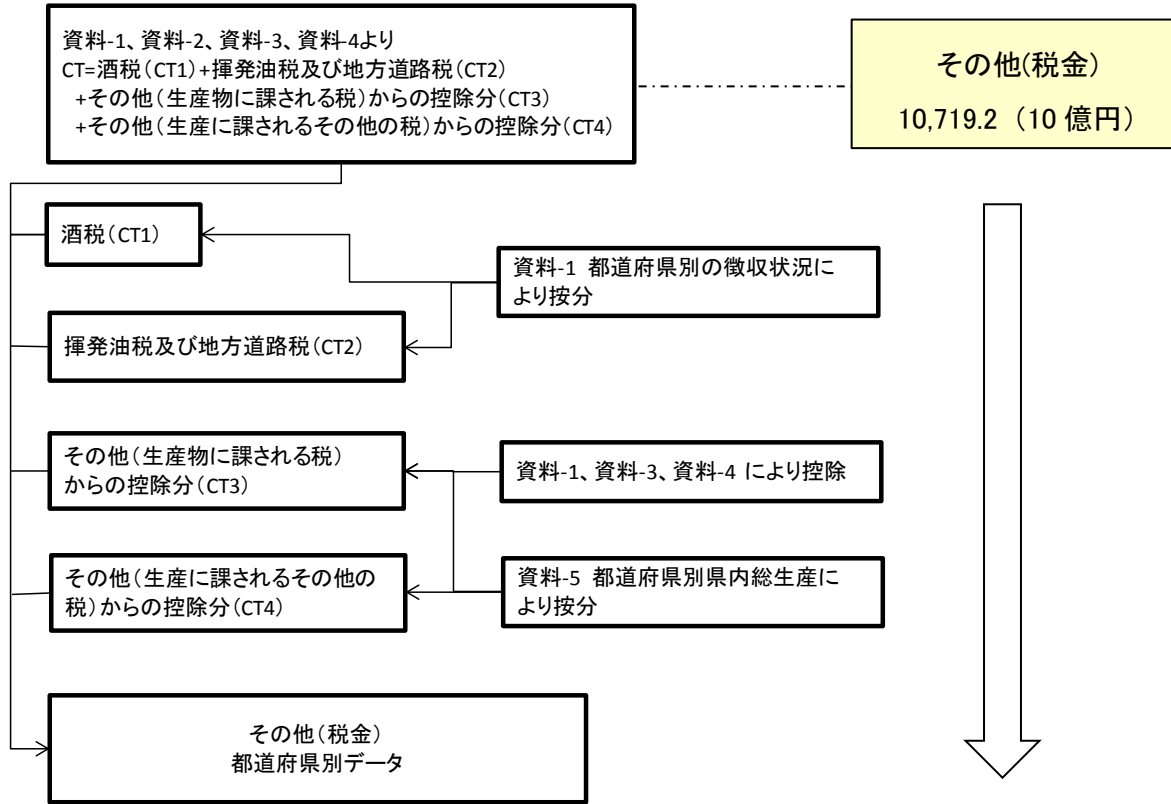 資料-1、資料-2、資料-3、資料-4より
CT=酒税（CT1）+揮発油税及び地方道路税（CT2）
+その他（生産物に課される税）からの控除分（CT3）
+その他（生産に課されるその他の税）からの控除分（CT4）
その他(税金)
10,719.2（10 億円）
酒税（CT1）
資料-1 都道府県別の徴収状況に
より按分
揮発油税及び地方道路税（CT2）
その他（生産物に課される税）
からの控除分（CT3）
資料-1、資料-3、資料-4 により控除
その他（生産に課されるその他の
税）からの控除分（CT4）
資料-5 都道府県別県内総生産に
より按分
その他（税金）
都道府県別データ